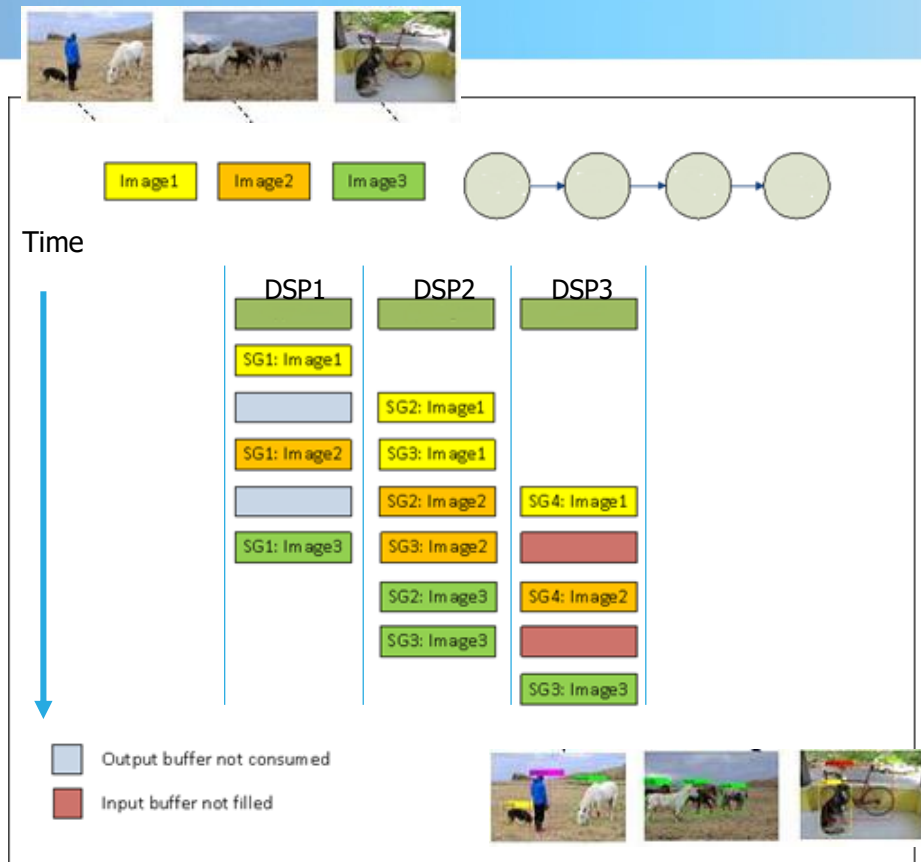 Image1 Image2 Image3
Time
DSP1 DSP2 DSP3
SG1: Image1
SG2: Image1
SG1: Image2 SG3: Image1
SG2: Image2 SG4: Image1
SG1: Image3 SG3: Image2
SG2: Image3 SG4: Image2
SG3: Image3
SG3: Image3
Output buffer not consumed
Input buffer not filled